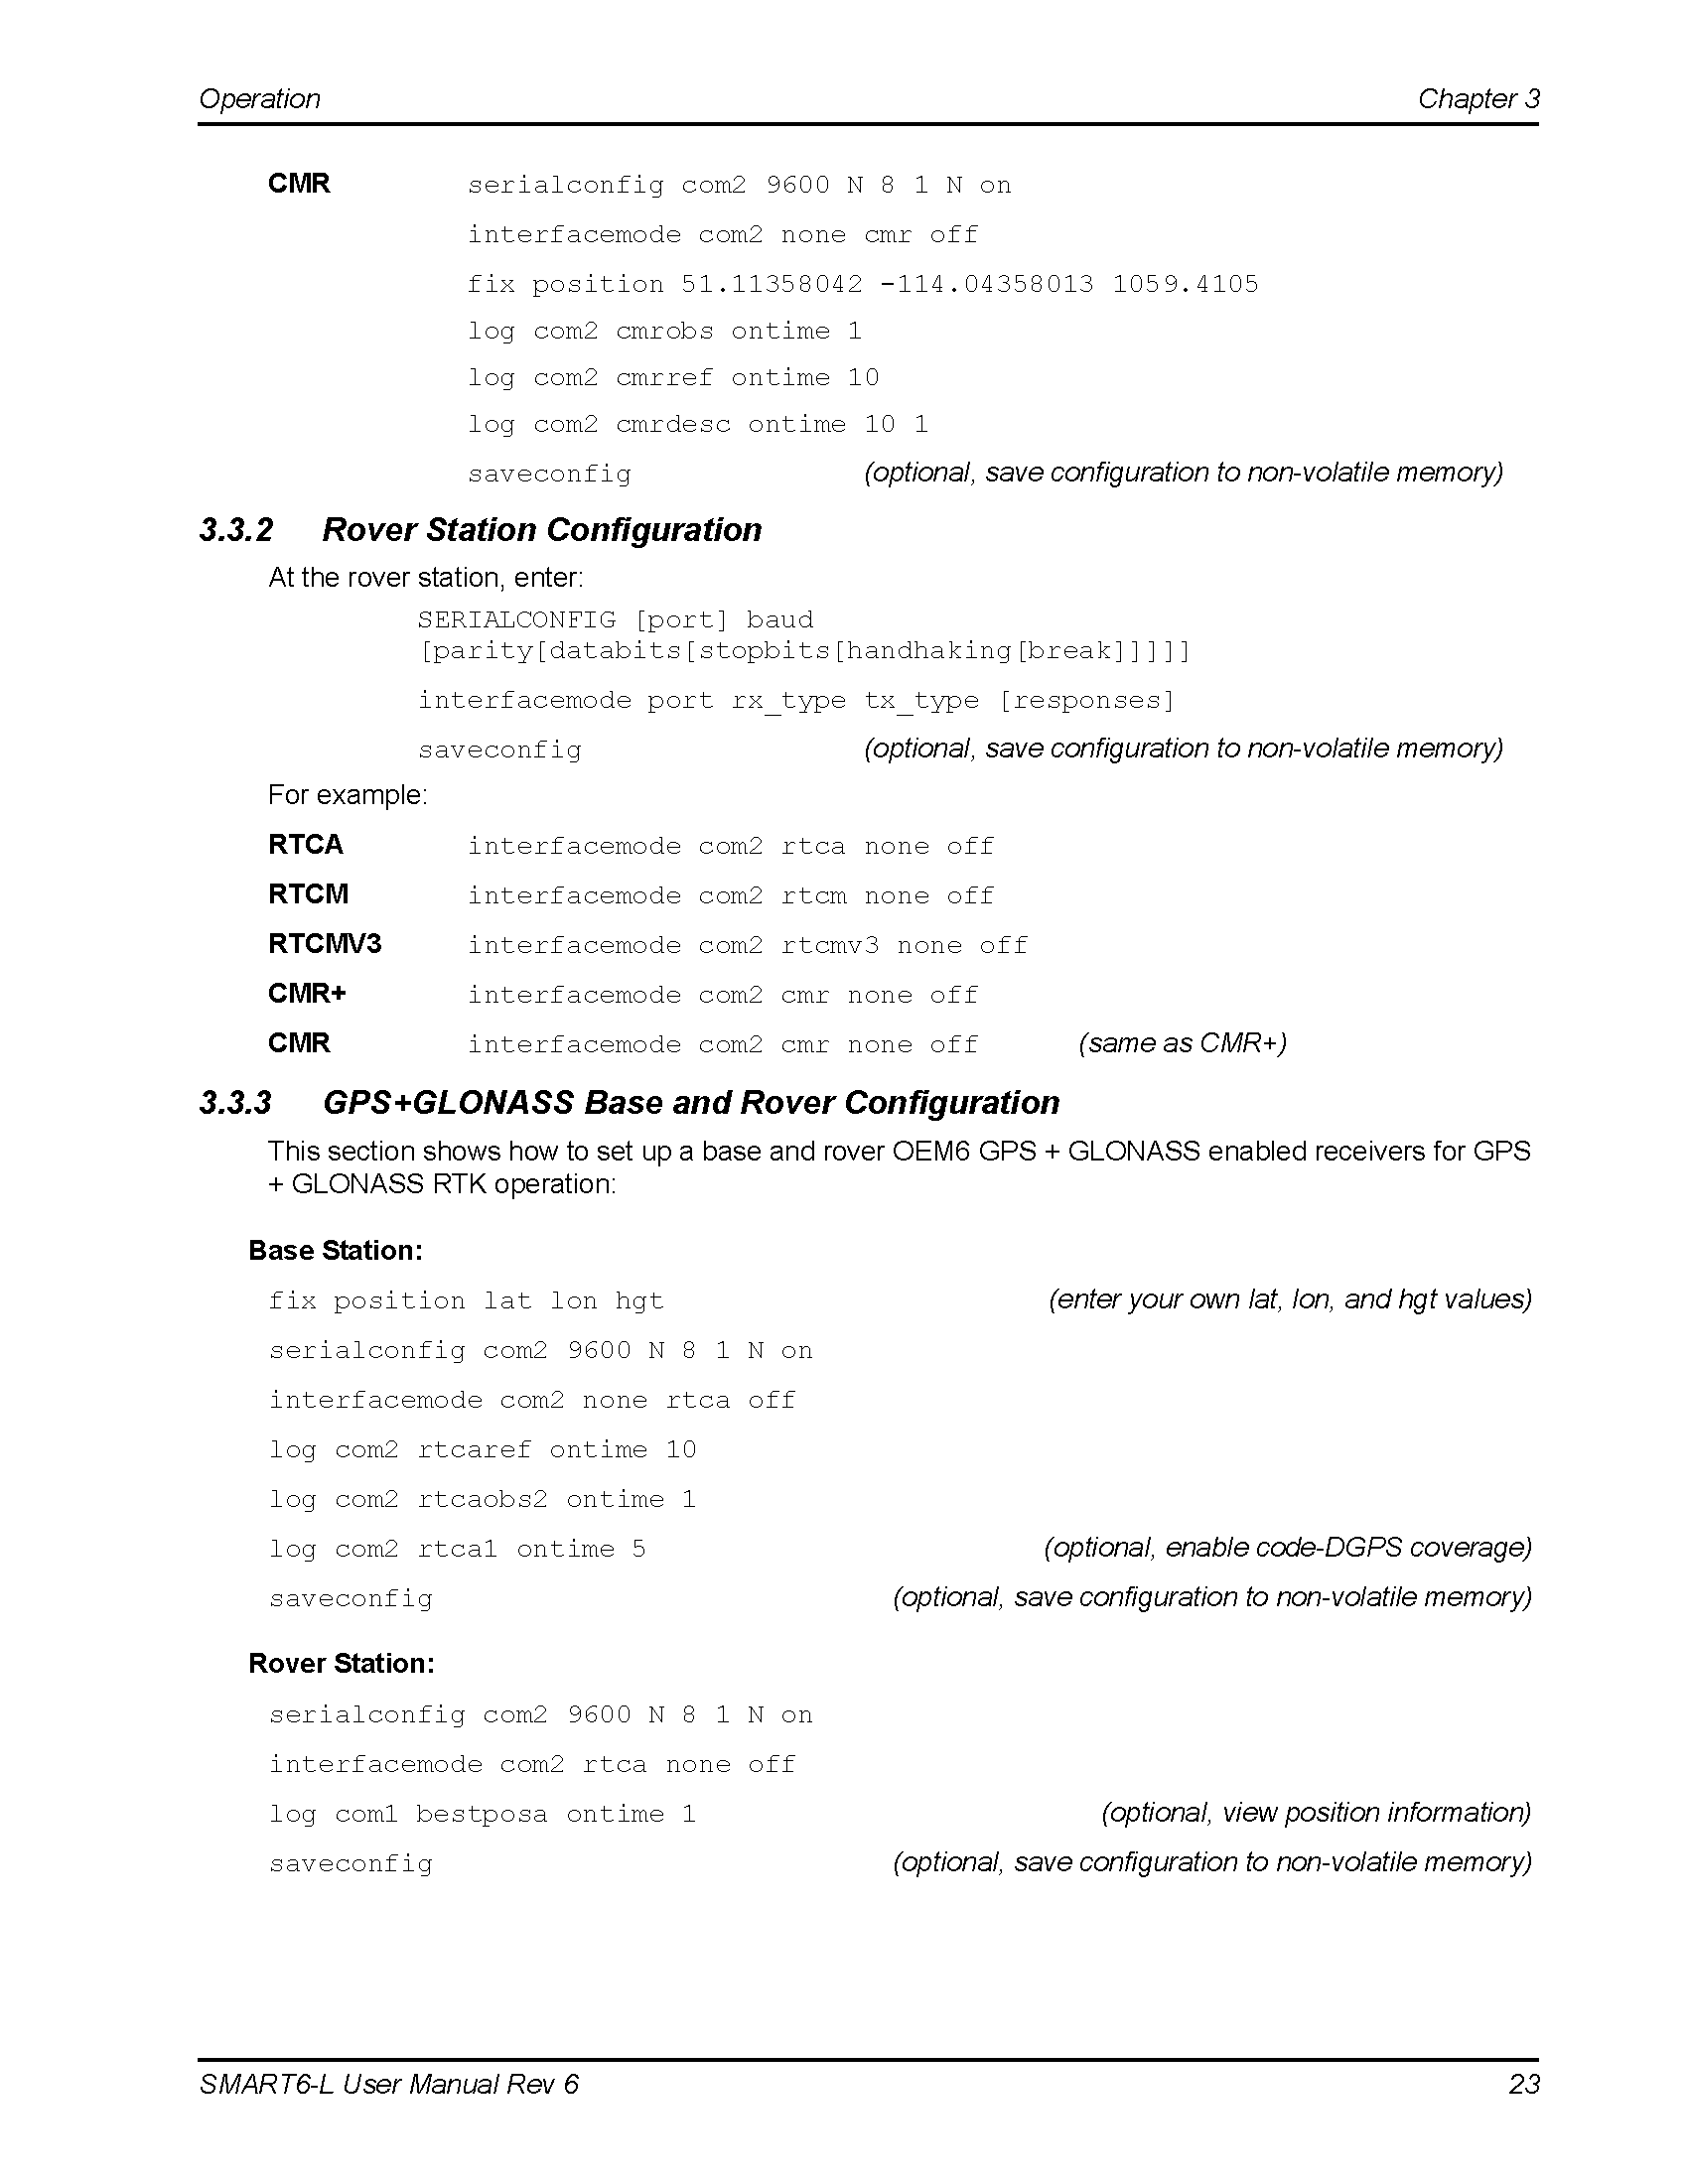 Operation Chapter 3
CMR serialconfig com2 9600 N 8 1 N on
interfacemode com2 none cmr off
fix position 51.11358042 -114.04358013 1059.4105
log com2 cmrobs ontime 1
log com2 cmrref ontime 10
log com2 cmrdesc ontime 10 1
saveconfig (optional, save configuration to non-volatile memory)
3.3.2 Rover Station Configuration
At the rover station, enter:
SERIALCONFIG [port] baud
[parity[databits[stopbits[handhaking[break]]]]]
interfacemode port rx_type tx_type [responses]
saveconfig (optional, save configuration to non-volatile memory)
For example:
RTCA interfacemode com2 rtca none off
RTCM interfacemode com2 rtcm none off
RTCMV3 interfacemode com2 rtcmv3 none off
CMR+ interfacemode com2 cmr none off
CMR interfacemode com2 cmr none off (same as CMR+)
3.3.3 GPS+GLONASS Base and Rover Configuration
This section shows how to set up a base and rover OEM6 GPS + GLONASS enabled receivers for GPS
+ GLONASS RTK operation:
Base Station:
fix position lat lon hgt (enter your own lat, lon, and hgt values)
serialconfig com2 9600 N 8 1 N on
interfacemode com2 none rtca off
log com2 rtcaref ontime 10
log com2 rtcaobs2 ontime 1
log com2 rtca1 ontime 5 (optional, enable code-DGPS coverage)
saveconfig (optional, save configuration to non-volatile memory)
Rover Station:
serialconfig com2 9600 N 8 1 N on
interfacemode com2 rtca none off
log com1 bestposa ontime 1 (optional, view position information)
saveconfig (optional, save configuration to non-volatile memory)
SMART6-L User Manual Rev 6 23